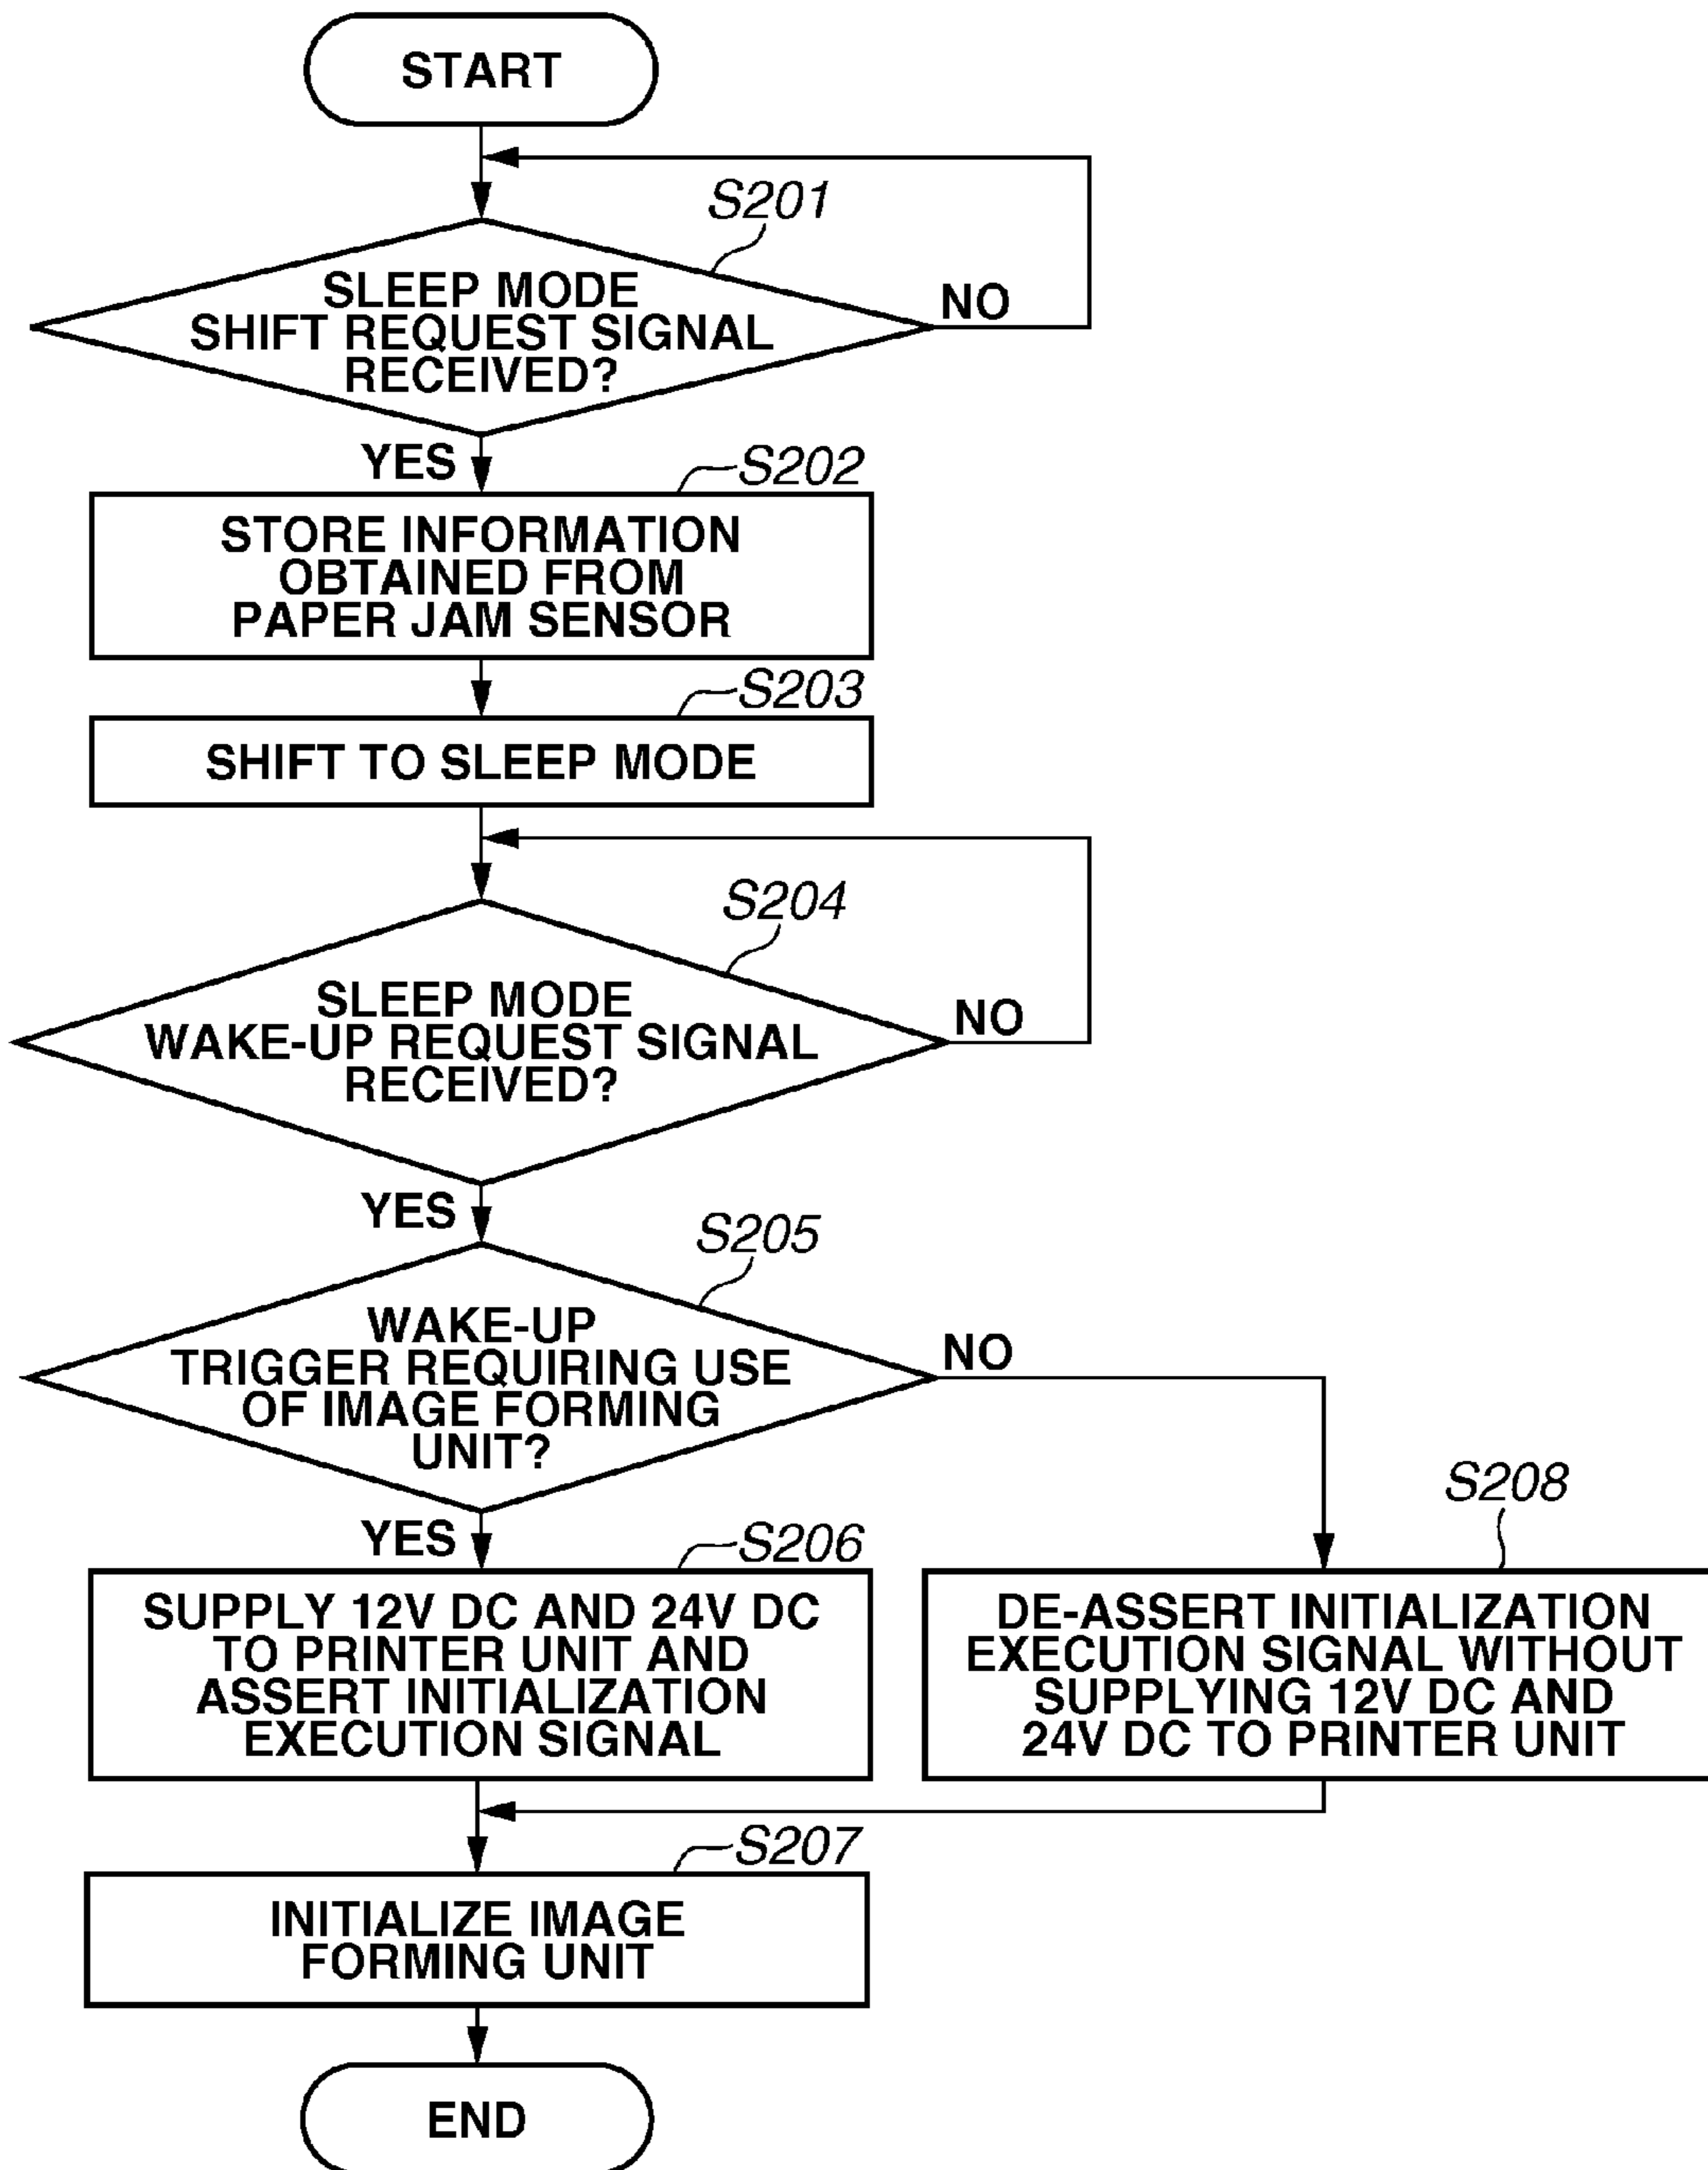 START
S201
SLEEP MODE
SHIFT REQUEST SIGNAL
RECEIVED?
NO
YES
S202
STORE INFORMATION
OBTAINED FROM
PAPER JAM SENSOR
S203
SHIFT TO SLEEP MODE
S204
SLEEP MODE
WAKE-UP REQUEST SIGNAL
RECEIVED?
NO
YES
S205
WAKE-UP
TRIGGER REQUIRING USE
OF IMAGE FORMING
UNIT?
NO
YES
S206
SUPPLY 12V DC AND 24V DC
TO PRINTER UNIT AND
ASSERT INITIALIZATION
EXECUTION SIGNAL
S208
DE-ASSERT INITIALIZATION
EXECUTION SIGNAL WITHOUT
SUPPLYING 12V DC AND
24V DC TO PRINTER UNIT
S207
INITIALIZE IMAGE
FORMING UNIT
END